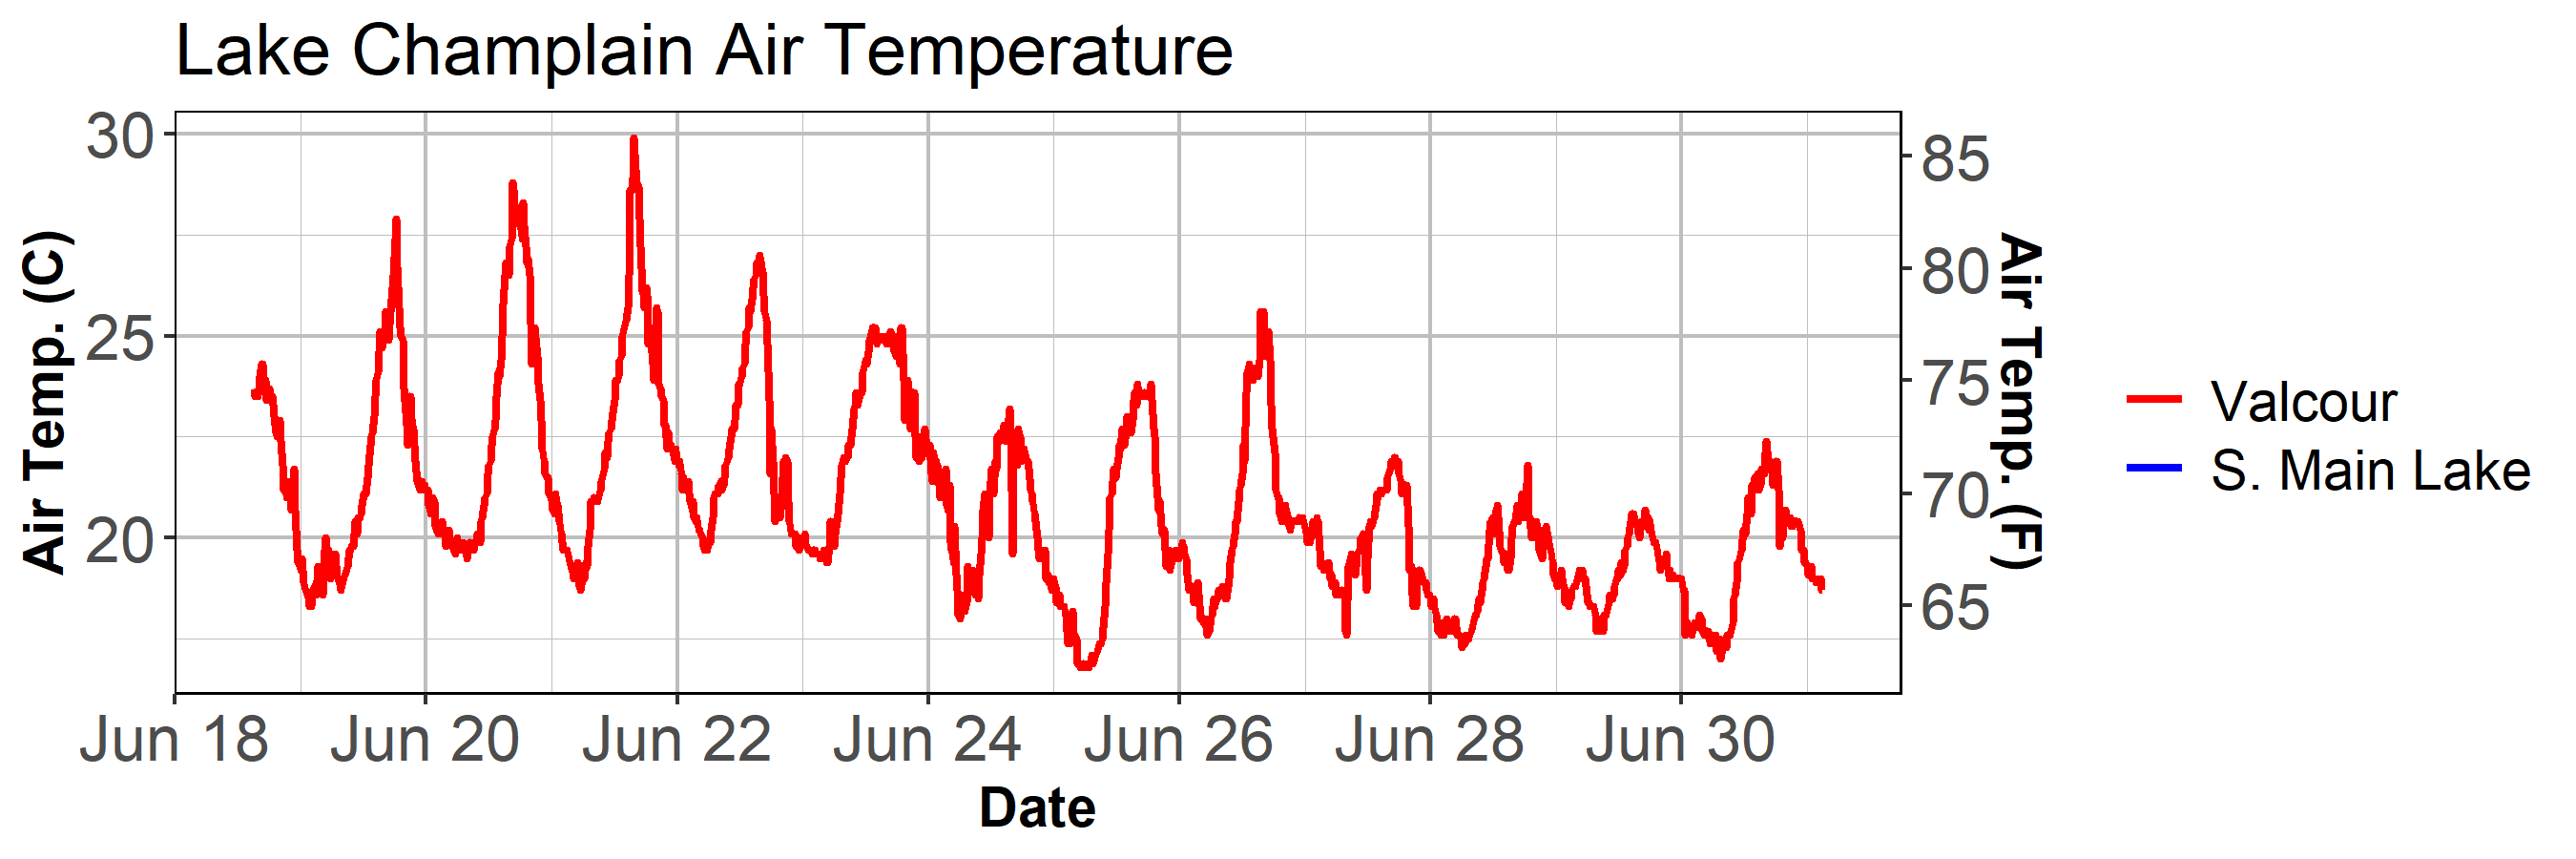 Lake Champlain Air Temperature
Air Temp. (C)
30
25
20
85
80
75
70
65
Air Temp. (F)
Jun 18 Jun 20 Jun 22 Jun 24 Jun 26 Jun 28 Jun 30
Date
Valcour
S. Main Lake